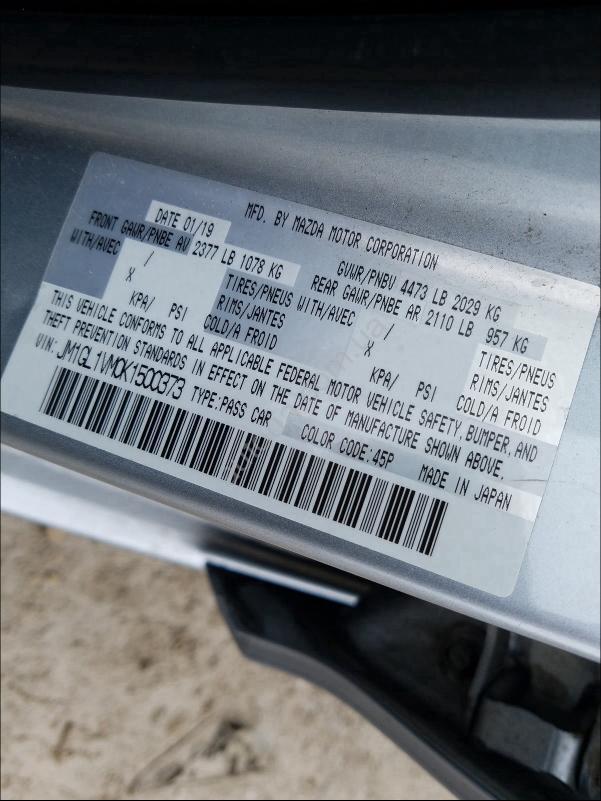 MFD. BY MAZDA MOTOR CORPORATION
DATE 01/19
GVWR/PNBV 4473 LB 2029 KG
FRONT GAWR/PNBE AV 2377 LB 1078 KG
REAR GAWR/PNBE AR 2110 LB 957 KG
WITH/AVEC / TIRES/PNEUS WITH/AVEC / TIRES/PNEUS
X RIMS/JANTES X RIMS/JANTES
KPA/ PSI COLD/A FROID KPA/ PSI COLD/A FROID
THIS VEHICLE CONFORMS TO ALL APPLICABLE FEDERAL MOTOR VEHICLE SAFETY, BUMPER, AND
THEFT PREVENTION STANDARDS IN EFFECT ON THE DATE OF MANUFACTURE SHOWN ABOVE.
VIN: JM1GL1VM0K1500373 TYPE:PASS CAR
COLOR CODE:45P MADE IN JAPAN